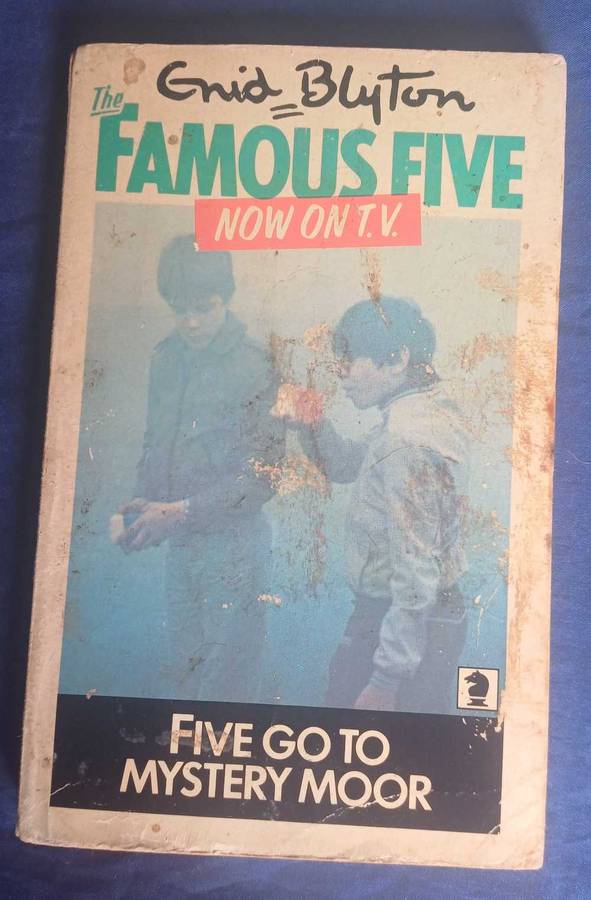 Enid Blyton
The
FAMOUS FIVE
NOW ON T.V.
FIVE GO TO
MYSTERY MOOR